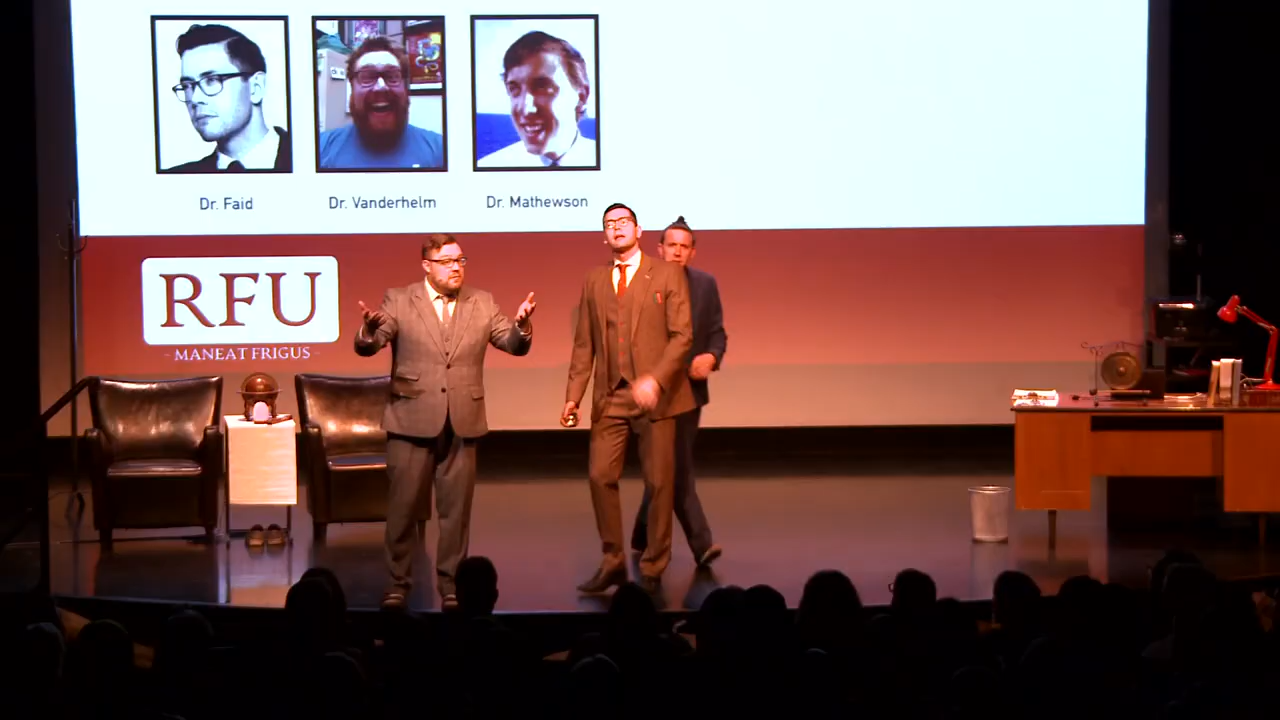 Dr. Faid
Dr. Vanderhelm
Dr. Mathewson
RFU
- MANEAT FRIGUS -